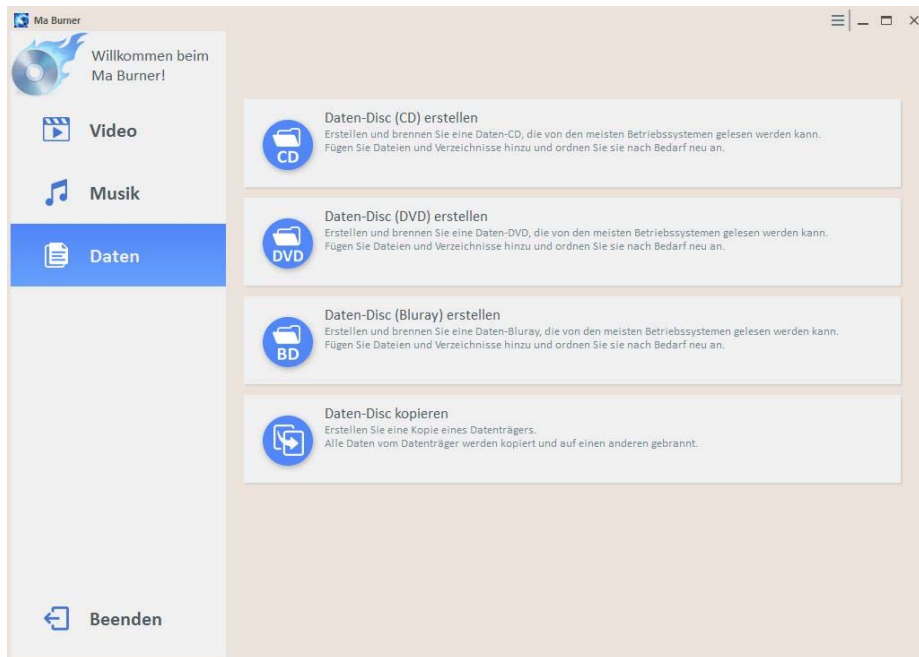 Ma Burner
Willkommen beim
Ma Burner!
Video
Musik
Daten
Beenden
Daten-Disc (CD) erstellen
Erstellen und brennen Sie eine Daten-CD, die von den meisten Betriebssystemen gelesen werden kann.
Fügen Sie Dateien und Verzeichnisse hinzu und ordnen Sie sie nach Bedarf neu an.
CD
Daten-Disc (DVD) erstellen
Erstellen und brennen Sie eine Daten-DVD, die von den meisten Betriebssystemen gelesen werden kann.
Fügen Sie Dateien und Verzeichnisse hinzu und ordnen Sie sie nach Bedarf neu an.
DVD
Daten-Disc (Bluray) erstellen
Erstellen und brennen Sie eine Daten-Bluray, die von den meisten Betriebssystemen gelesen werden kann.
Fügen Sie Dateien und Verzeichnisse hinzu und ordnen Sie sie nach Bedarf neu an.
BD
Daten-Disc kopieren
Erstellen Sie eine Kopie eines Datenträgers.
Alle Daten vom Datenträger werden kopiert und auf einen anderen gebrannt.